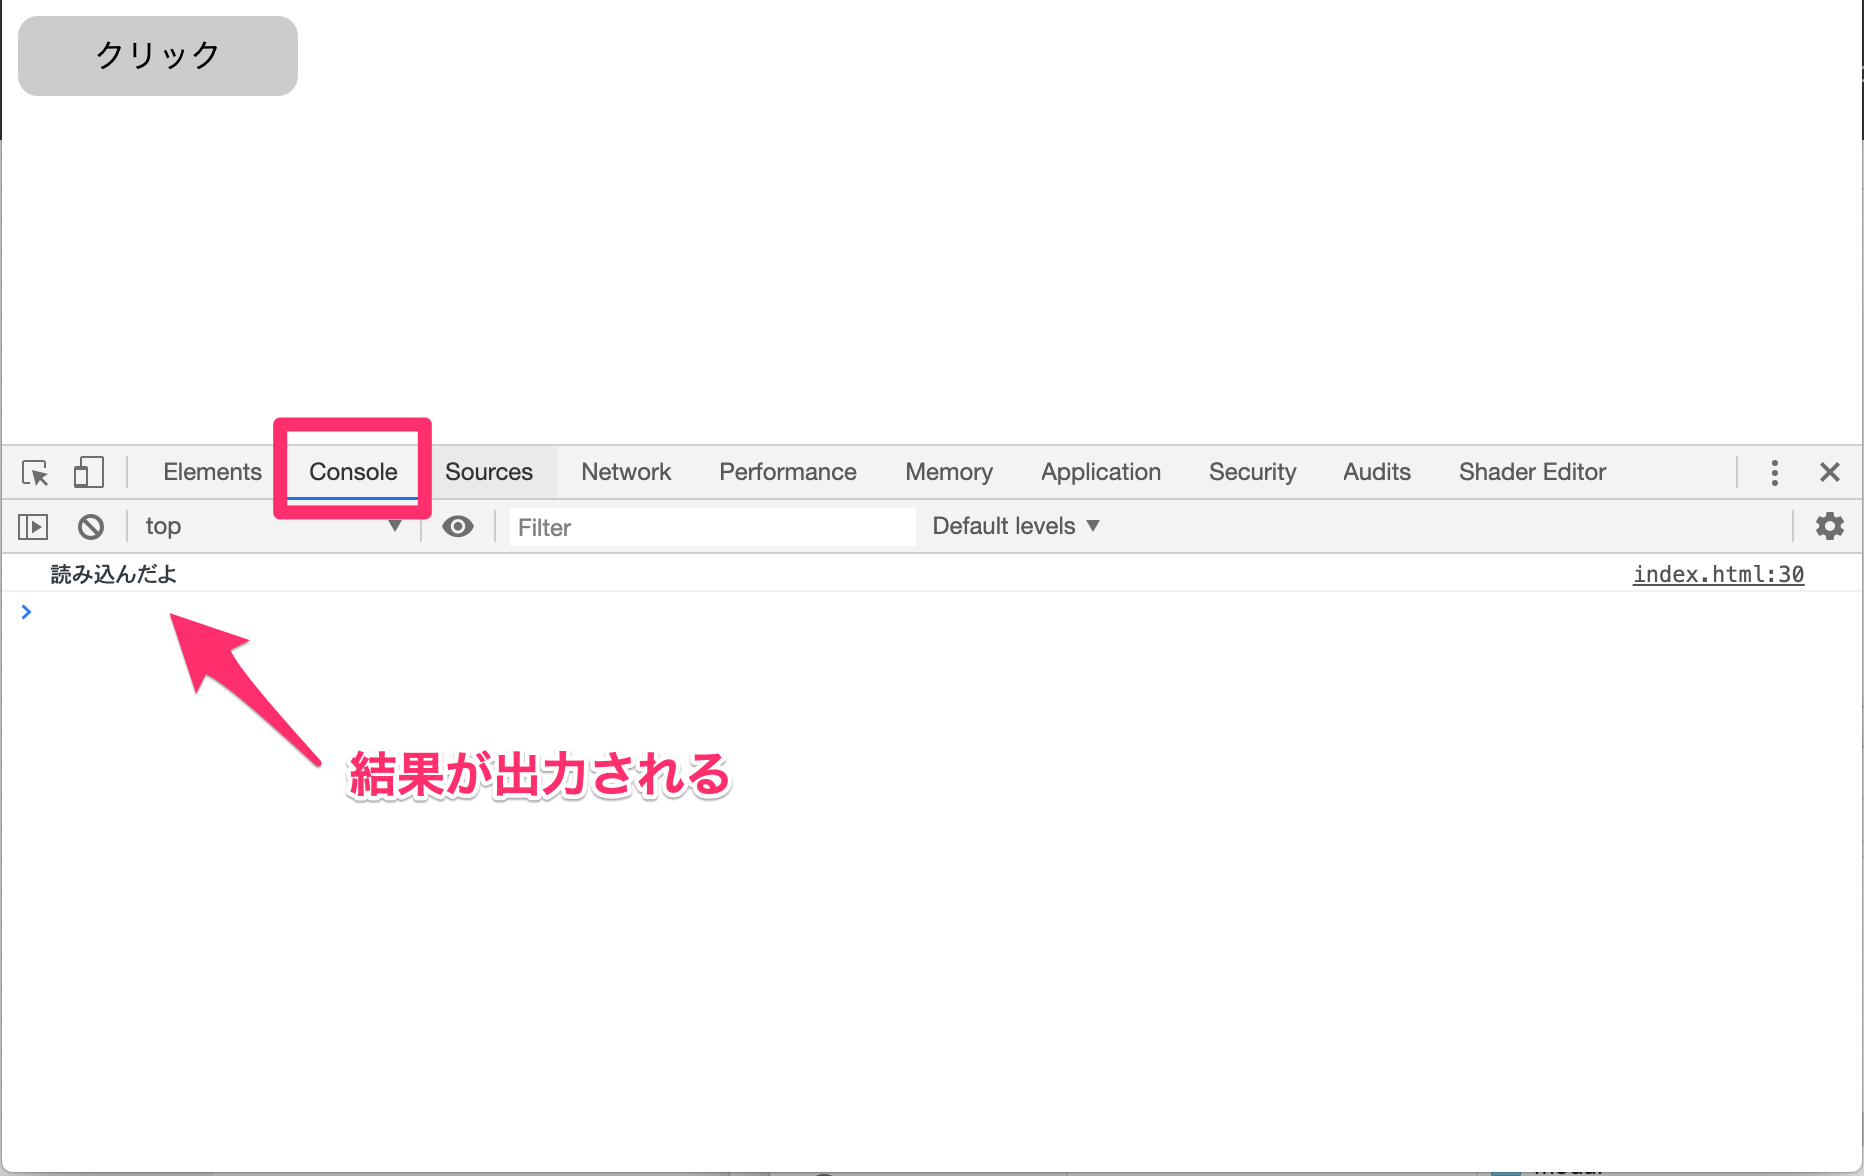 クリック
Elements Console Sources Network Performance Memory Application Security Audits Shader Editor
top Filter Default levels
読み込んだよ index.html:30
結果が出力される